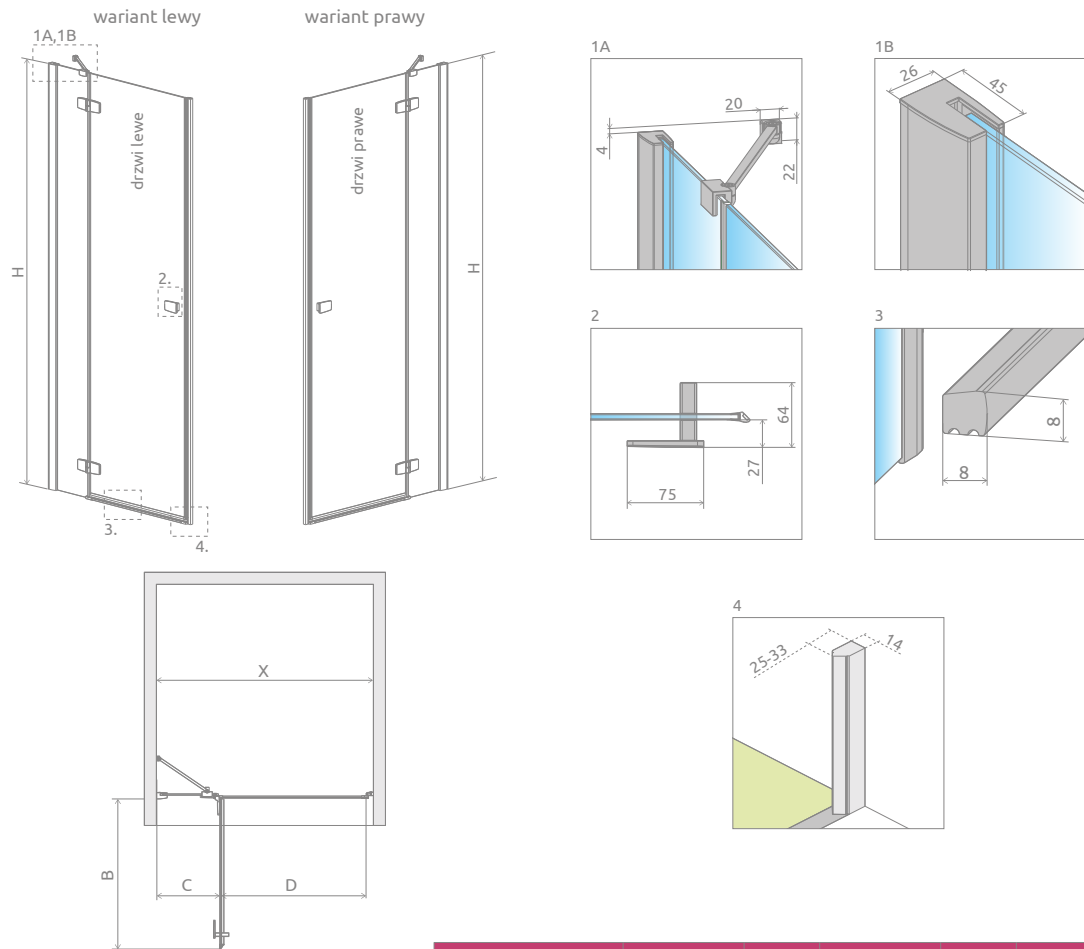 wariant lewy
wariant prawy
1A,1B
drzwi lewe
H
2.
3.
4.
drzwi prawe
H
1A
20
4
22
1B
26
45
2
64
27
75
3
8
8
4
25-33
14
X
B
C
D